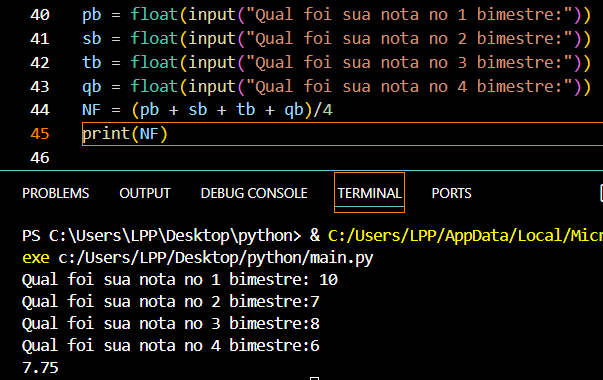 40 pb = float(input("Qual foi sua nota no 1 bimestre:"))
41 sb = float(input("Qual foi sua nota no 2 bimestre:"))
42 tb = float(input("Qual foi sua nota no 3 bimestre:"))
43 qb = float(input("Qual foi sua nota no 4 bimestre:"))
44 NF = (pb + sb + tb + qb)/4
45 print(NF)
46
PROBLEMS OUTPUT DEBUG CONSOLE TERMINAL PORTS
PS C:\Users\LPP\Desktop\python> & C:/Users/LPP/AppData/Local/Micr
exe c:/Users/LPP/Desktop/python/main.py
Qual foi sua nota no 1 bimestre: 10
Qual foi sua nota no 2 bimestre:7
Qual foi sua nota no 3 bimestre:8
Qual foi sua nota no 4 bimestre:6
7.75